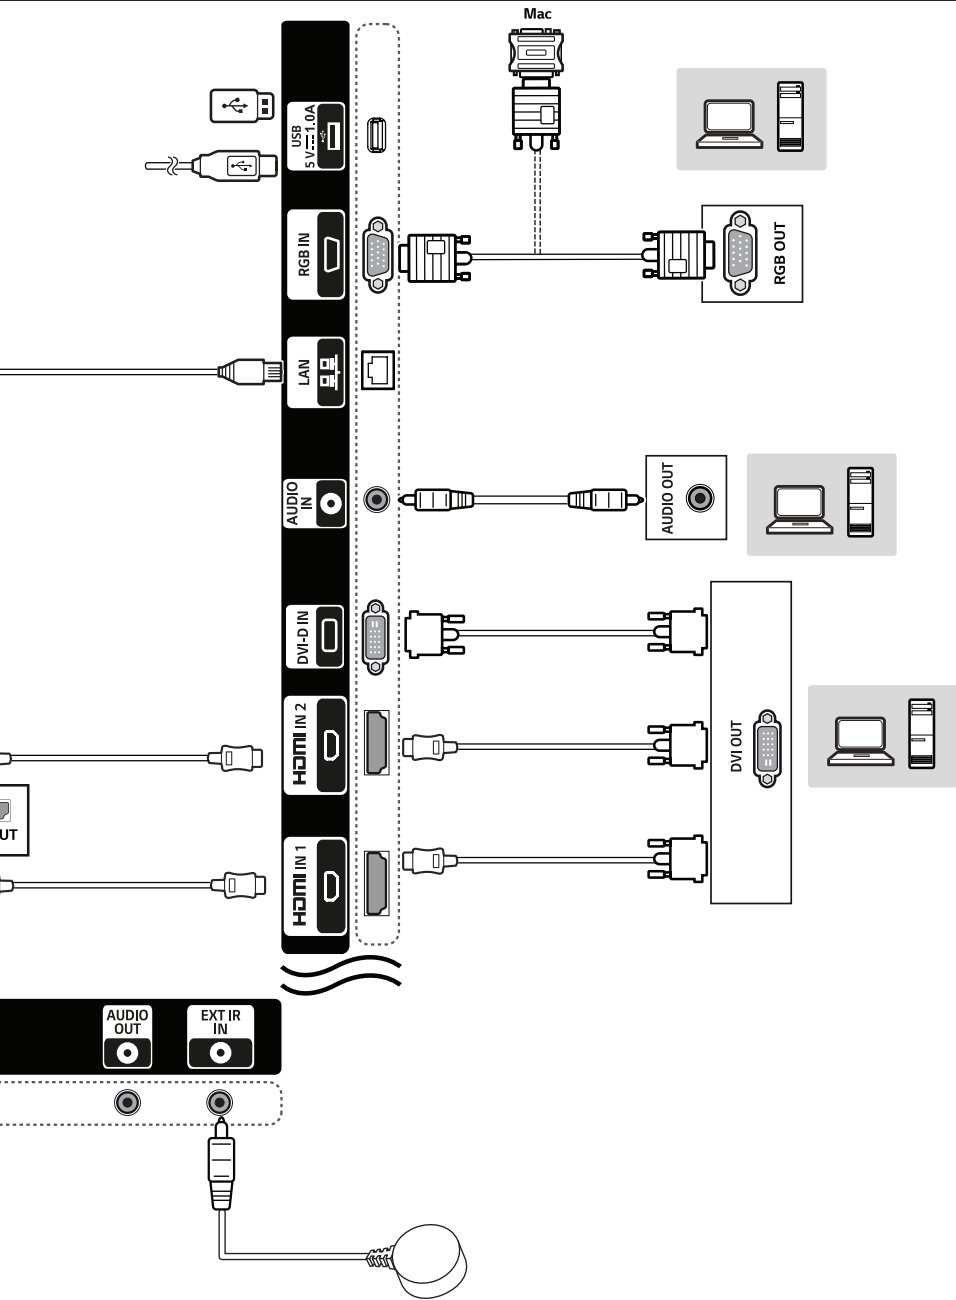 Mac
USB
5 V⎓1.0A
RGB IN
RGB OUT
LAN
AUDIO
IN
AUDIO OUT
DVI-D IN
HDMI IN 2
DVI OUT
UT
HDMI IN 1
AUDIO
OUT
EXT IR
IN